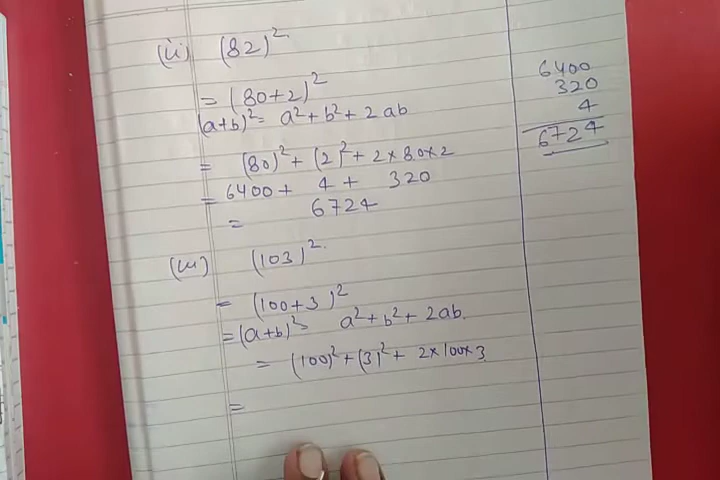 (ii) (82)²
= (80+2)²
(a+b)² = a² + b² + 2ab
= (80)² + (2)² + 2×80×2
= 6400 + 4 + 320
= 6724
6400
320
4
6724
(iii) (103)².
= (100+3)²
= (a+b)² = a² + b² + 2ab.
= (100)² + (3)² + 2×100×3
=